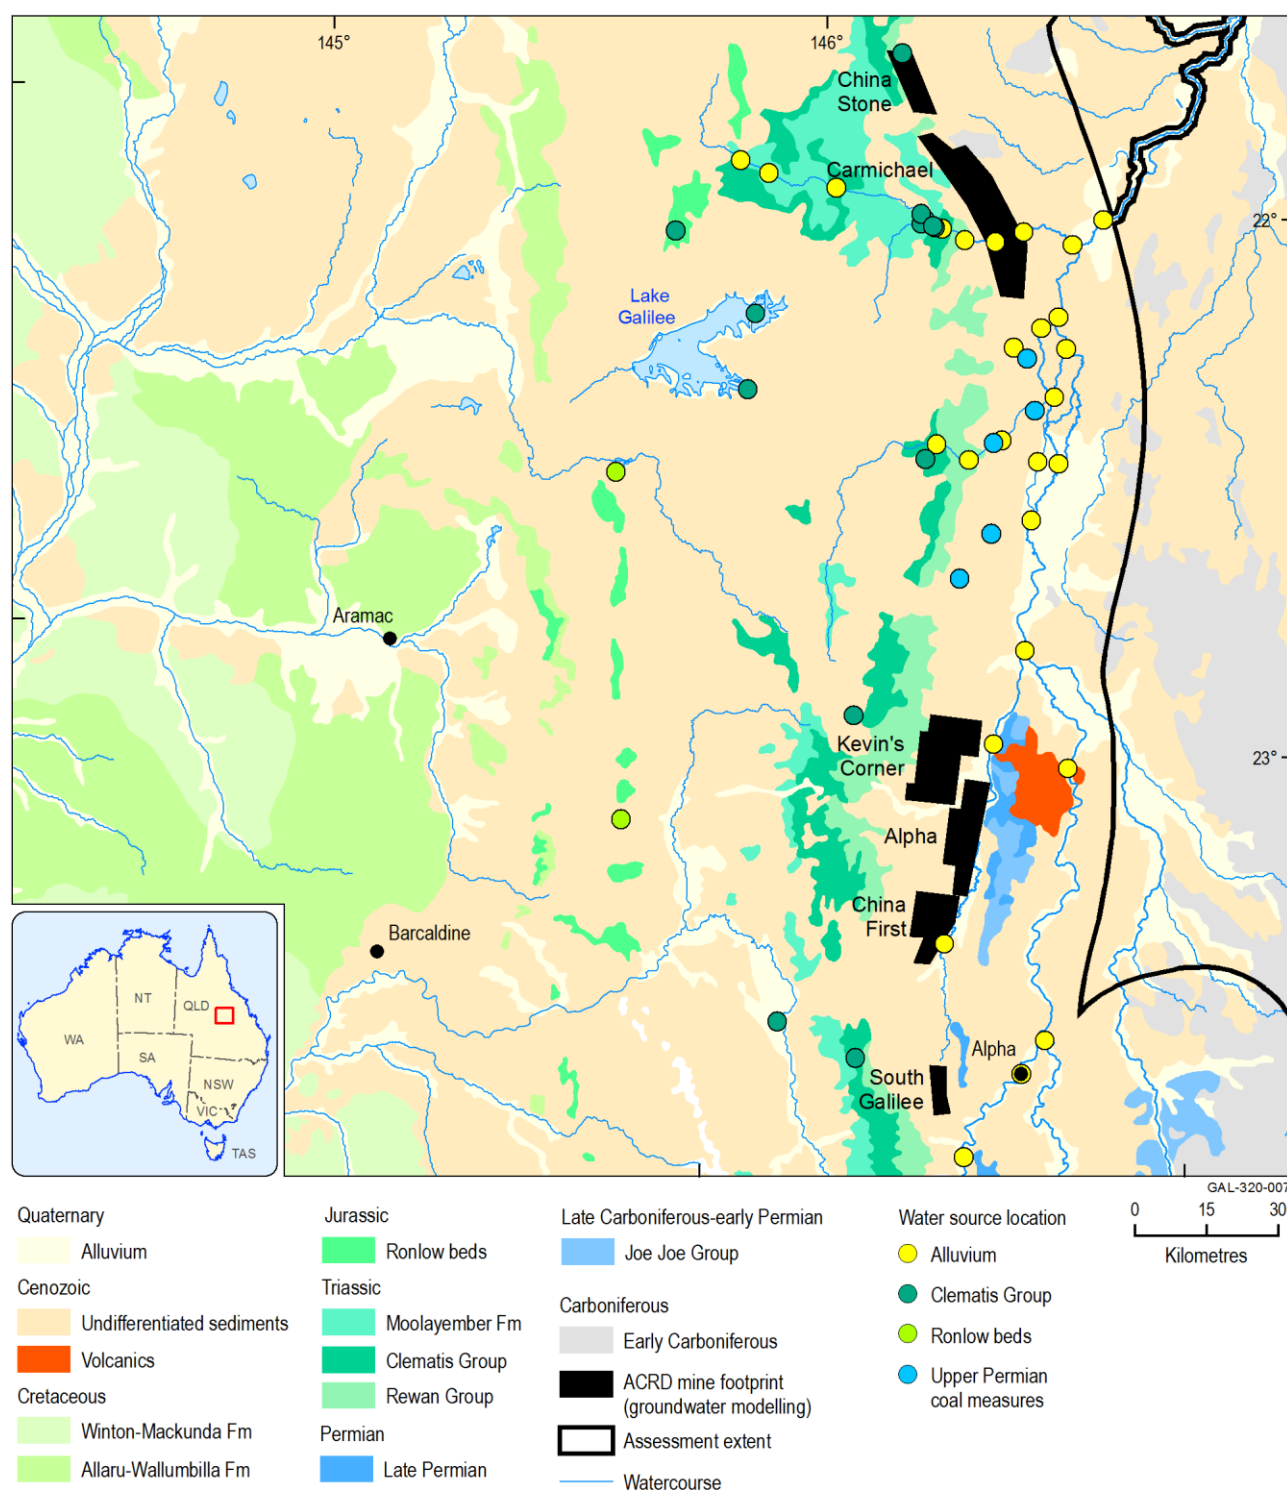 145°
146°
China
Stone
Carmichael
22°
Lake
Galilee
Aramac
Kevin's
Corner
23°
Alpha
China
First
Barcaldine
Alpha
South
Galilee
NT
QLD
WA
SA
NSW
VIC
TAS
GAL-320-007
0 15 30
Kilometres
Quaternary
Alluvium
Cenozoic
Undifferentiated sediments
Volcanics
Cretaceous
Winton-Mackunda Fm
Allaru-Wallumbilla Fm
Jurassic
Ronlow beds
Triassic
Moolayember Fm
Clematis Group
Rewan Group
Permian
Late Permian
Late Carboniferous-early Permian
Joe Joe Group
Carboniferous
Early Carboniferous
ACRD mine footprint
(groundwater modelling)
Assessment extent
Watercourse
Water source location
Alluvium
Clematis Group
Ronlow beds
Upper Permian
coal measures